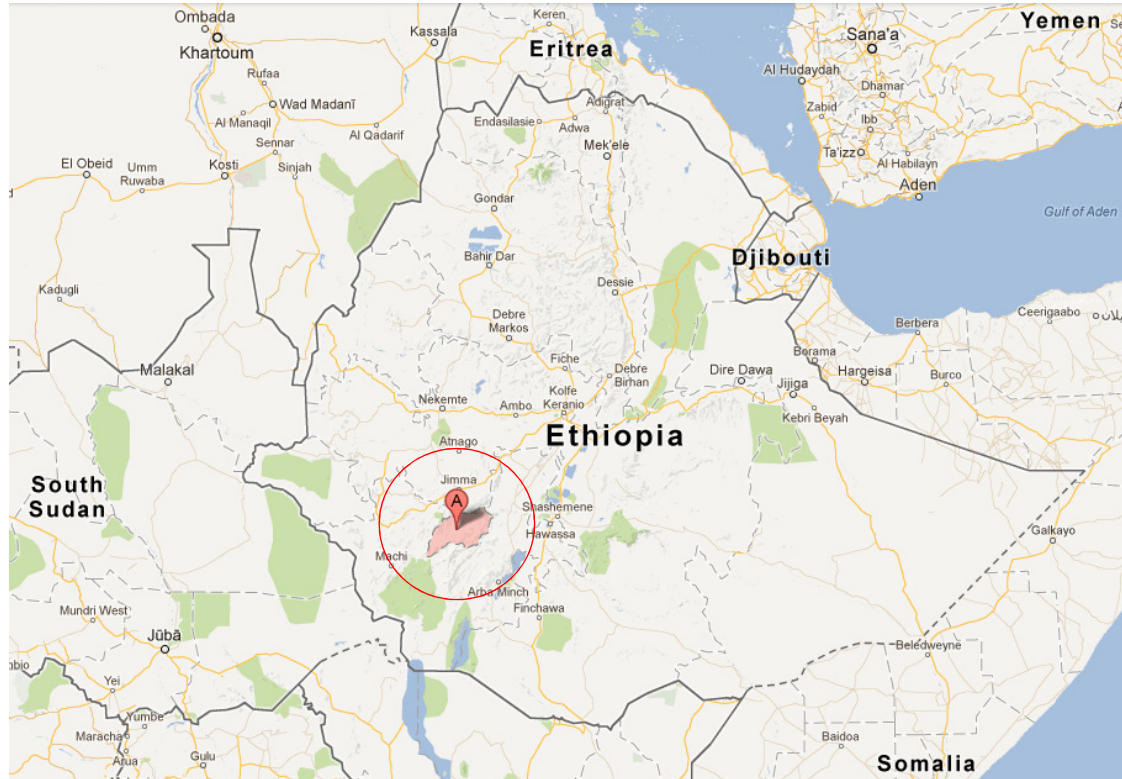 Ombada
Khartoum
Kassala
Keren
Eritrea
Yemen
Sana'a
Rufaa
Al Hudaydah
Dhamar
Wad Madanī
Al Manaqil
Al Qadarif
Endasilasie
Adwa
Adigrat
Zabid
Ibb
Sennar
Mek'ele
Ta'izz
Al Habilayn
El Obeid
Umm
Ruwaba
Kosti
Sinjah
Aden
Gondar
Gulf of Aden
Bahir Dar
Djibouti
Kadugli
Dessie
Debre
Markos
Berbera
Ceerigaabo
Borama
Malakal
Fiche
Debre
Birhan
Dire Dawa
Jijiga
Hargeisa
Burco
Nekemte
Ambo
Kolfe
Keranio
Kebri Beyah
Ethiopia
Atnago
South
Sudan
Jimma
A
Shashemene
Hawassa
Galkayo
Machi
Arba Minch
Finchawa
Mundri West
Jūbā
Beledweyne
Yei
Yumbe
Maracha
Arua
Gulu
Baidoa
Somalia